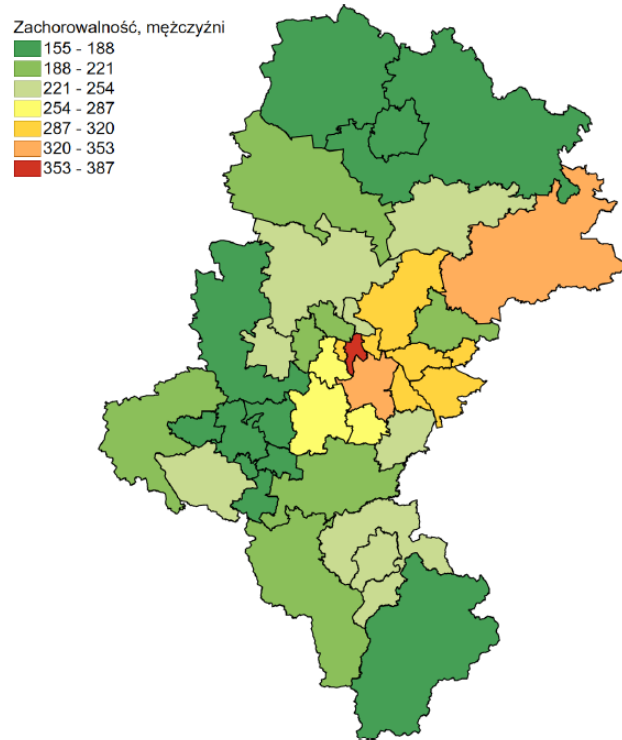 Zachorowalność, mężczyźni
155 - 188
188 - 221
221 - 254
254 - 287
287 - 320
320 - 353
353 - 387